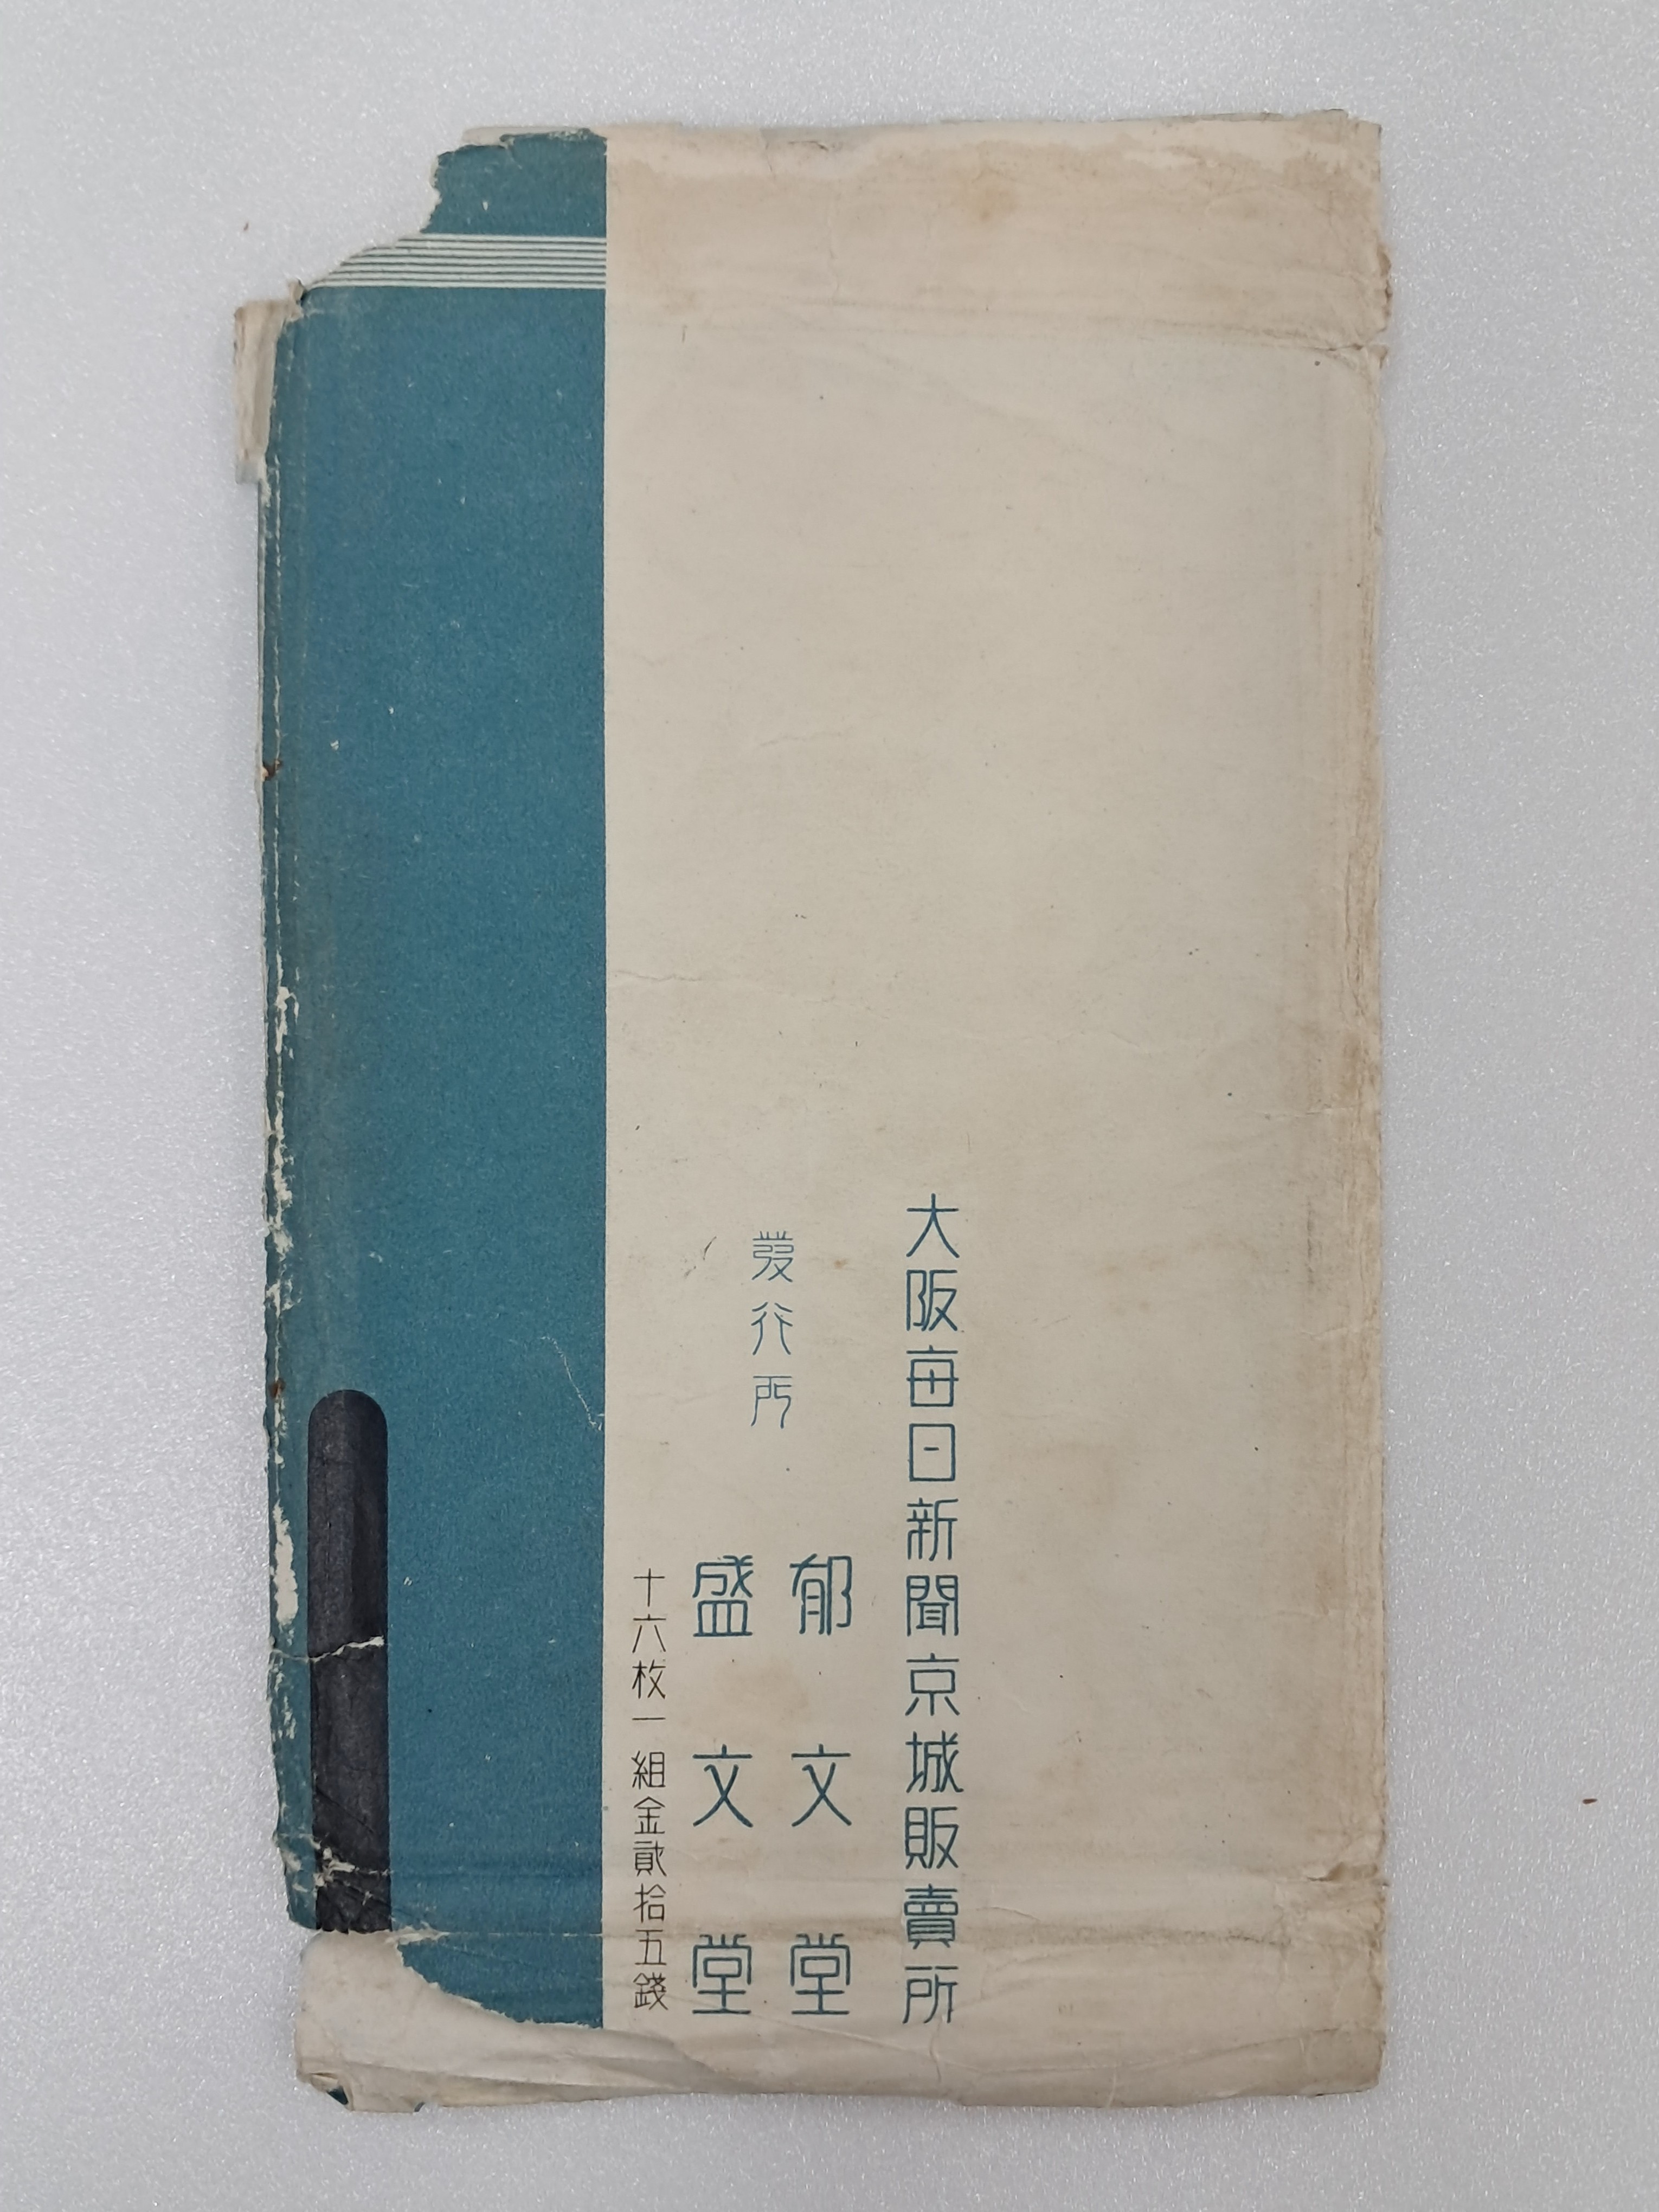 大阪每日新聞京城販賣所
發行所
郁文堂
盛文堂
十六枚一組金貳拾五錢